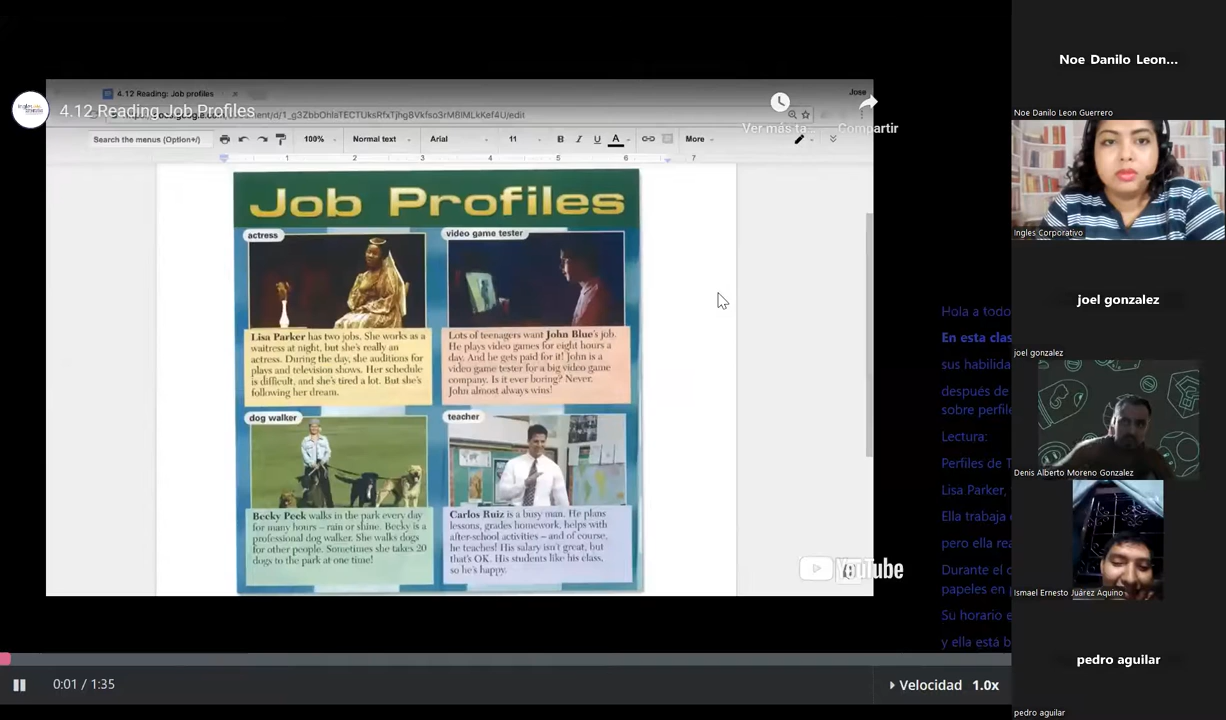 4.12 Reading: Job profiles
Jose
4.12 Reading Job Profiles
Ver más ta...
Compartir
Search the menus (Option+/)
100%
Normal text
Arial
11
B
I
U
A
More
1
2
3
4
5
6
7
Job Profiles
actress
video game tester
Lisa Parker has two jobs. She works as a
waitress at night, but she's really an
actress. During the day, she auditions for
plays and television shows. Her schedule
is difficult, and she's tired a lot. But she's
following her dream.
Lots of teenagers want John Blue's job.
He plays video games for eight hours a
day. And he gets paid for it! John is a
video game tester for a big video game
company. Is it ever boring? Never.
John almost always wins!
dog walker
teacher
Becky Peck walks in the park every day
for many hours – rain or shine. Becky is a
professional dog walker. She walks dogs
for other people. Sometimes she takes 20
dogs to the park at one time!
Carlos Ruiz is a busy man. He plans
lessons, grades homework, helps with
after-school activities – and of course,
he teaches! His salary isn't great, but
that's OK. His students like his class,
so he's happy.
YouTube
0:01 / 1:35
Velocidad 1.0x
Hola a todo
En esta clas
sus habilida
después de
sobre perfile
Lectura:
Perfiles de T
Lisa Parker,
Ella trabaja
pero ella rea
Durante el
papeles en
Su horario e
y ella está b
Noe Danilo Leon...
Noe Danilo Leon Guerrero
Ingles Corporativo
joel gonzalez
joel gonzalez
Denis Alberto Moreno Gonzalez
Ismael Ernesto Juárez Aquino
pedro aguilar
pedro aguilar